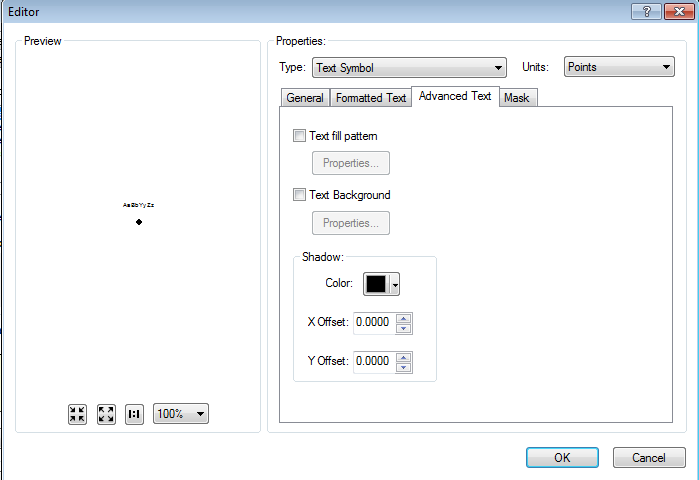 Editor
Preview
Properties:
Type: Text Symbol Units: Points
General Formatted Text Advanced Text Mask
Text fill pattern
Properties...
Text Background
Properties...
Shadow:
Color:
X Offset: 0.0000
Y Offset: 0.0000
AaBbYyZz
1:1 100%
OK Cancel